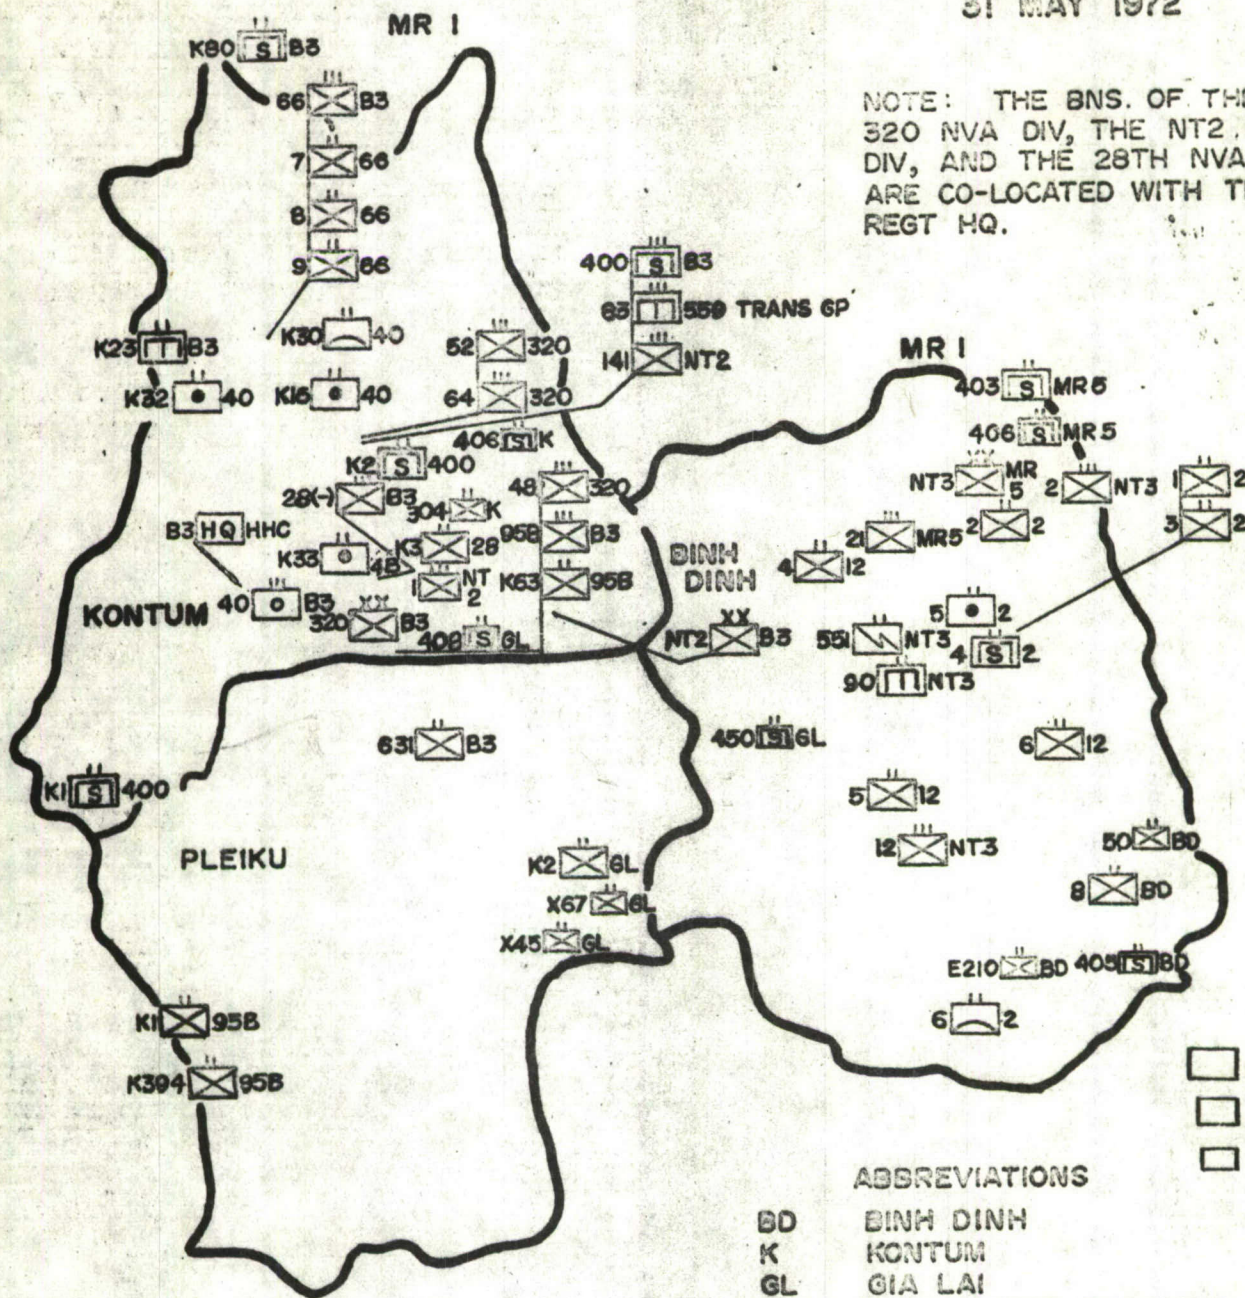 31 MAY 1972
MR I
K80 S B3
NOTE: THE BNS. OF THE
320 NVA DIV, THE NT2
DIV, AND THE 28TH NVA
ARE CO-LOCATED WITH
REGT HQ.
66 B3
7 66
8 66
9 66
400 S B3
63 559 TRANS GP
141 NT2
K30 40
52 320
K23 B3
K32 40
K16 40
64 320
406 S K
MR I
403 S MR5
406 S MR5
K2 S 400
28(-) B3
304 K
48 320
NT3 MR
5
2 NT3
1 2
3 2
2 2
21 MR5
B3 HQ HHC
K33 4B
K3 28
95B B3
BINH
DINH
4 12
1 NT
2
K63 95B
40 B3
KONTUM
320 XX B3
408 S GL
NT2 XX B3
5 2
551 NT3
4 S 2
90 NT3
631 B3
450 S GL
6 12
K1 S 400
5 12
PLEIKU
12 NT3
50 BD
K2 GL
8 BD
X67 GL
X45 GL
E210 BD
405 S BD
6 2
K1 95B
K394 95B
ABBREVIATIONS
BD BINH DINH
K KONTUM
GL GIA LAI